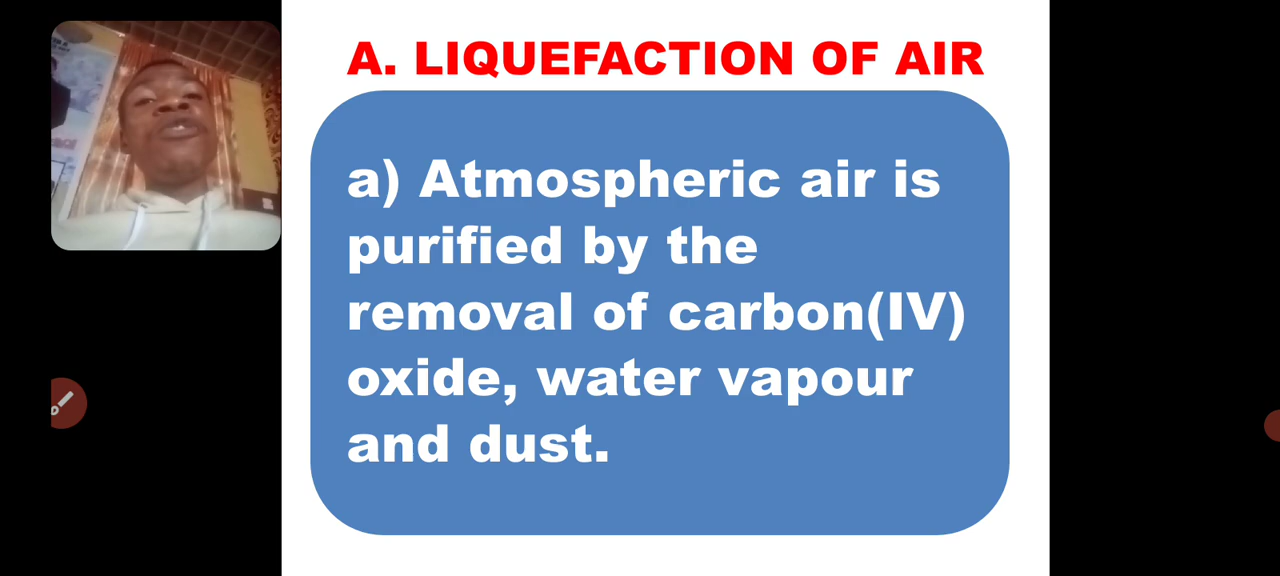 A. LIQUEFACTION OF AIR
a) Atmospheric air is
purified by the
removal of carbon(IV)
oxide, water vapour
and dust.